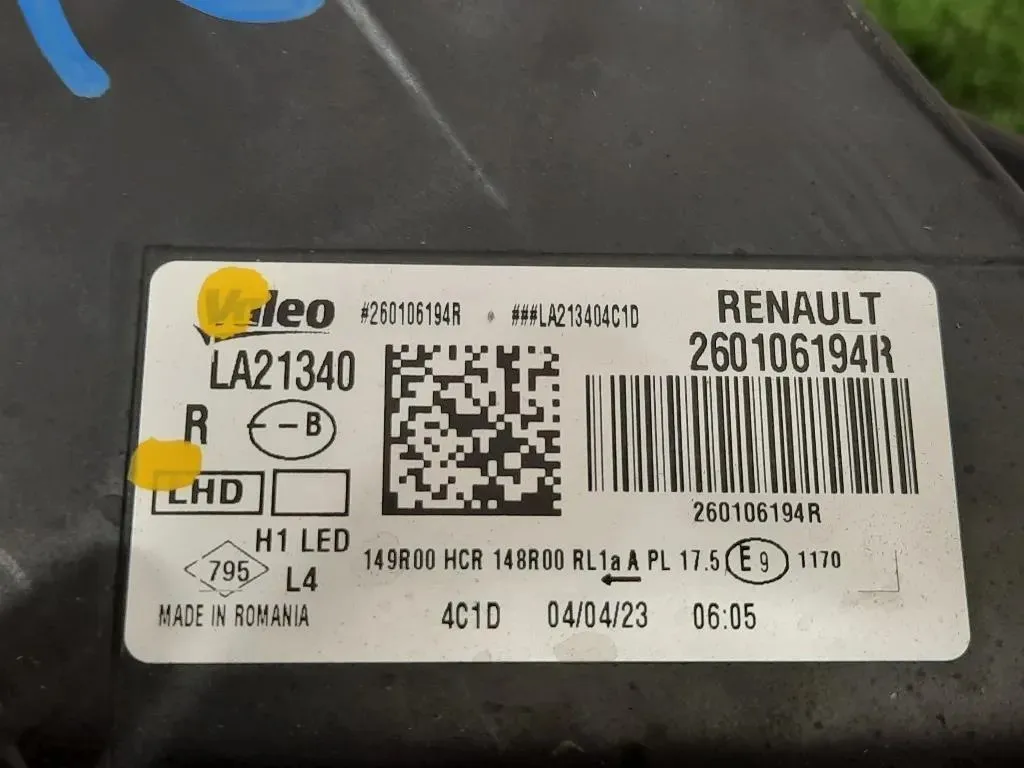 Valeo #260106194R ###LA213404C1D RENAULT
LA21340 260106194R
R --B
LHD
260106194R
H1 LED
795 L4 149R00 HCR 148R00 RL1a A PL 17.5 E9 1170
MADE IN ROMANIA 4C1D 04/04/23 06:05